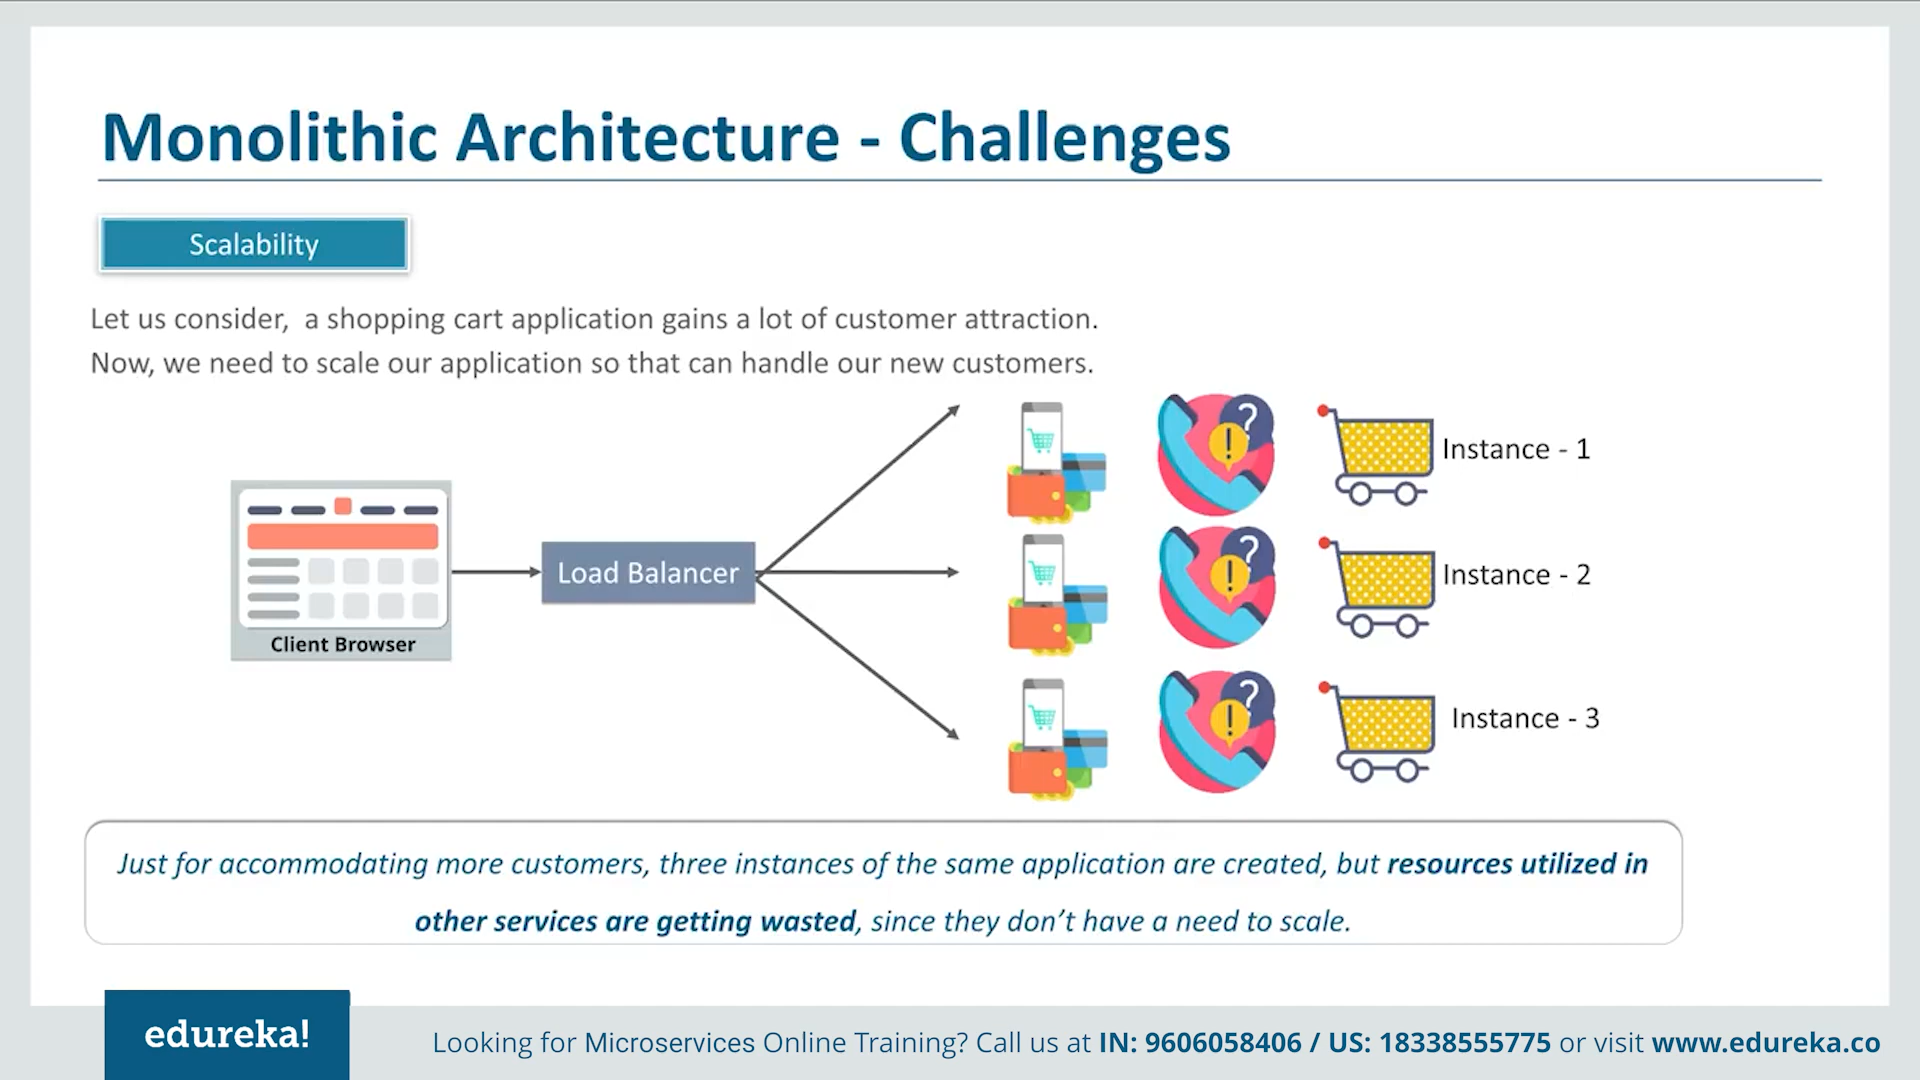 Monolithic Architecture - Challenges
Scalability
Let us consider,  a shopping cart application gains a lot of customer attraction.
Now, we need to scale our application so that can handle our new customers.
? !
Instance - 1
Client Browser
Load Balancer
? !
Instance - 2
? !
Instance - 3
Just for accommodating more customers, three instances of the same application are created, but resources utilized in
other services are getting wasted, since they don’t have a need to scale.
edureka!
Looking for Microservices Online Training? Call us at IN: 9606058406 / US: 18338555775 or visit www.edureka.co